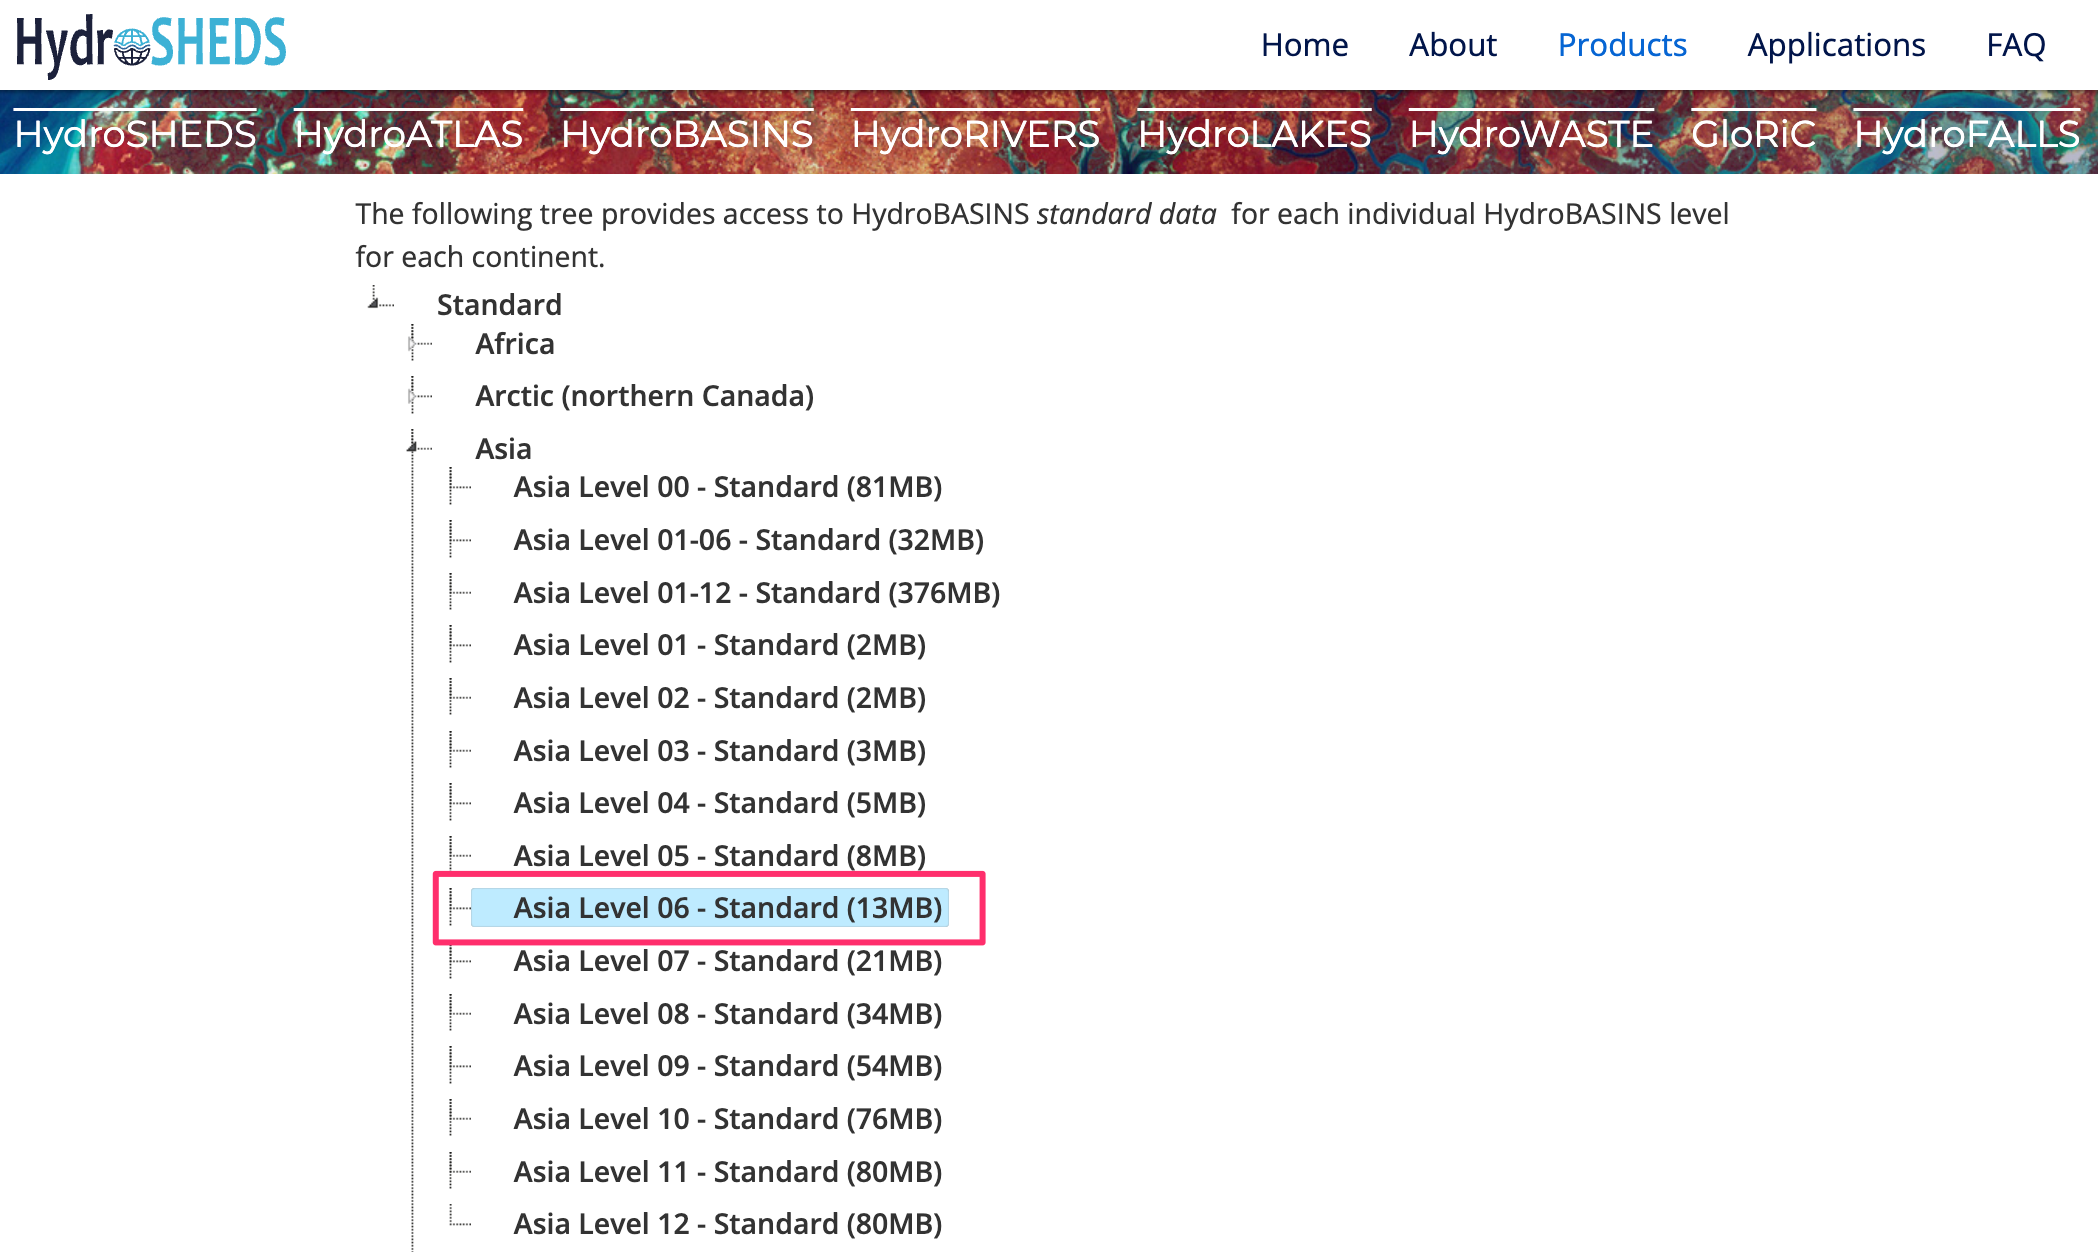 HydroSHEDS
Home About Products Applications FAQ
HydroSHEDS HydroATLAS HydroBASINS HydroRIVERS HydroLAKES HydroWASTE GloRiC HydroFALLS
The following tree provides access to HydroBASINS standard data for each individual HydroBASINS level
for each continent.
Standard
Africa
Arctic (northern Canada)
Asia
Asia Level 00 - Standard (81MB)
Asia Level 01-06 - Standard (32MB)
Asia Level 01-12 - Standard (376MB)
Asia Level 01 - Standard (2MB)
Asia Level 02 - Standard (2MB)
Asia Level 03 - Standard (3MB)
Asia Level 04 - Standard (5MB)
Asia Level 05 - Standard (8MB)
Asia Level 06 - Standard (13MB)
Asia Level 07 - Standard (21MB)
Asia Level 08 - Standard (34MB)
Asia Level 09 - Standard (54MB)
Asia Level 10 - Standard (76MB)
Asia Level 11 - Standard (80MB)
Asia Level 12 - Standard (80MB)